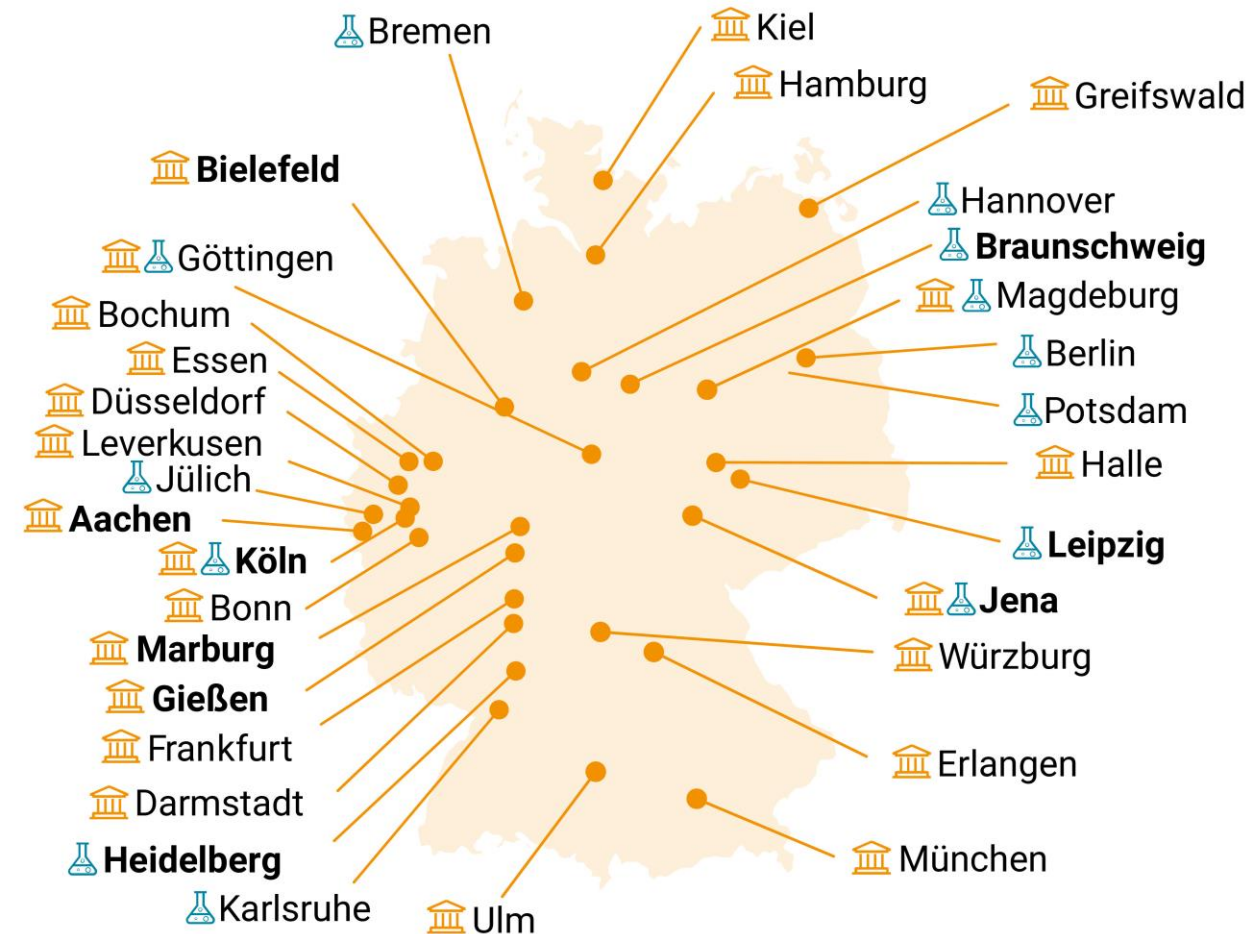 Bremen
Kiel
Hamburg
Greifswald
Bielefeld
Hannover
Braunschweig
Göttingen
Magdeburg
Bochum
Berlin
Essen
Düsseldorf
Potsdam
Leverkusen
Halle
Jülich
Aachen
Leipzig
Köln
Jena
Bonn
Marburg
Würzburg
Gießen
Frankfurt
Erlangen
Darmstadt
Heidelberg
München
Karlsruhe
Ulm